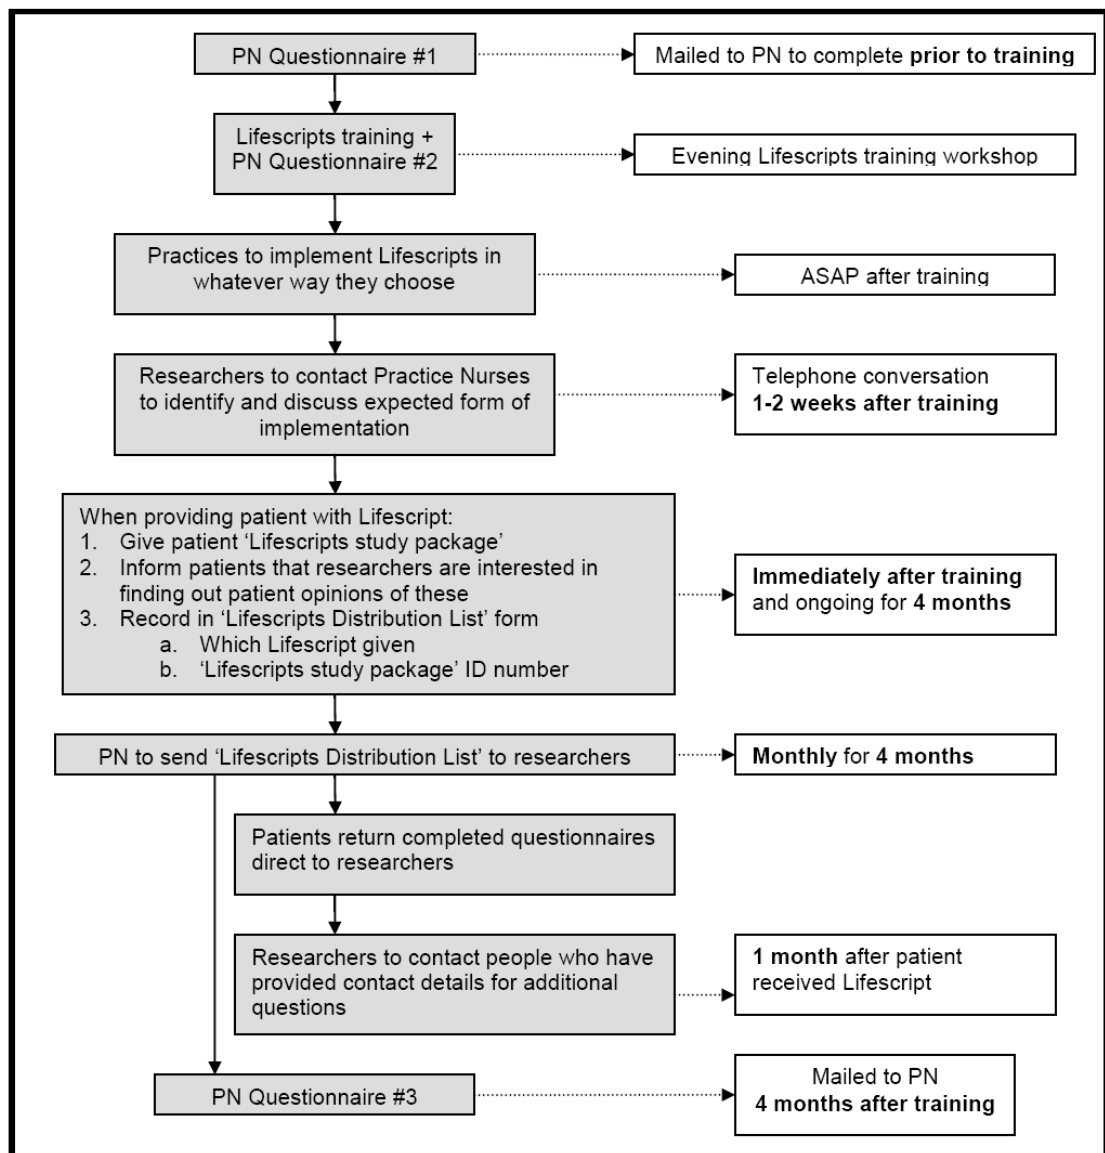 PN Questionnaire #1
Mailed to PN to complete prior to training
Lifescripts training +
PN Questionnaire #2
Evening Lifescripts training workshop
Practices to implement Lifescripts in
whatever way they choose
ASAP after training
Researchers to contact Practice Nurses
to identify and discuss expected form of
implementation
Telephone conversation
1-2 weeks after training
When providing patient with Lifescript:
1. Give patient ‘Lifescripts study package’
2. Inform patients that researchers are interested in
finding out patient opinions of these
3. Record in ‘Lifescripts Distribution List’ form
a. Which Lifescript given
b. ‘Lifescripts study package’ ID number
Immediately after training
and ongoing for 4 months
PN to send ‘Lifescripts Distribution List’ to researchers
Monthly for 4 months
Patients return completed questionnaires
direct to researchers
Researchers to contact people who have
provided contact details for additional
questions
1 month after patient
received Lifescript
PN Questionnaire #3
Mailed to PN
4 months after training